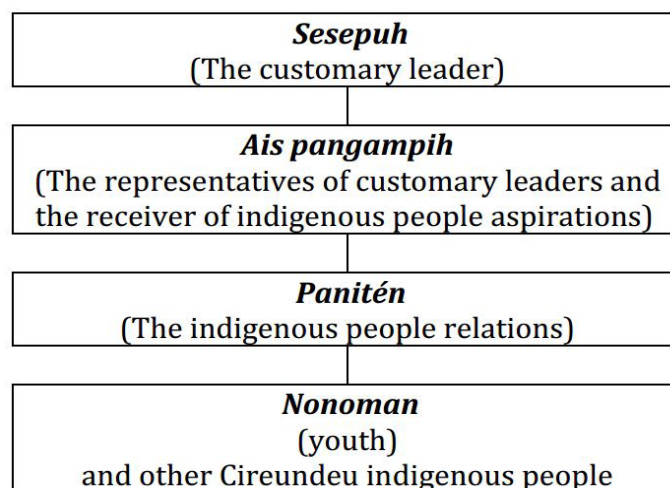 Sesepuh
(The customary leader)
Ais pangampih
(The representatives of customary leaders and
the receiver of indigenous people aspirations)
Panitén
(The indigenous people relations)
Nonoman
(youth)
and other Cireundeu indigenous people